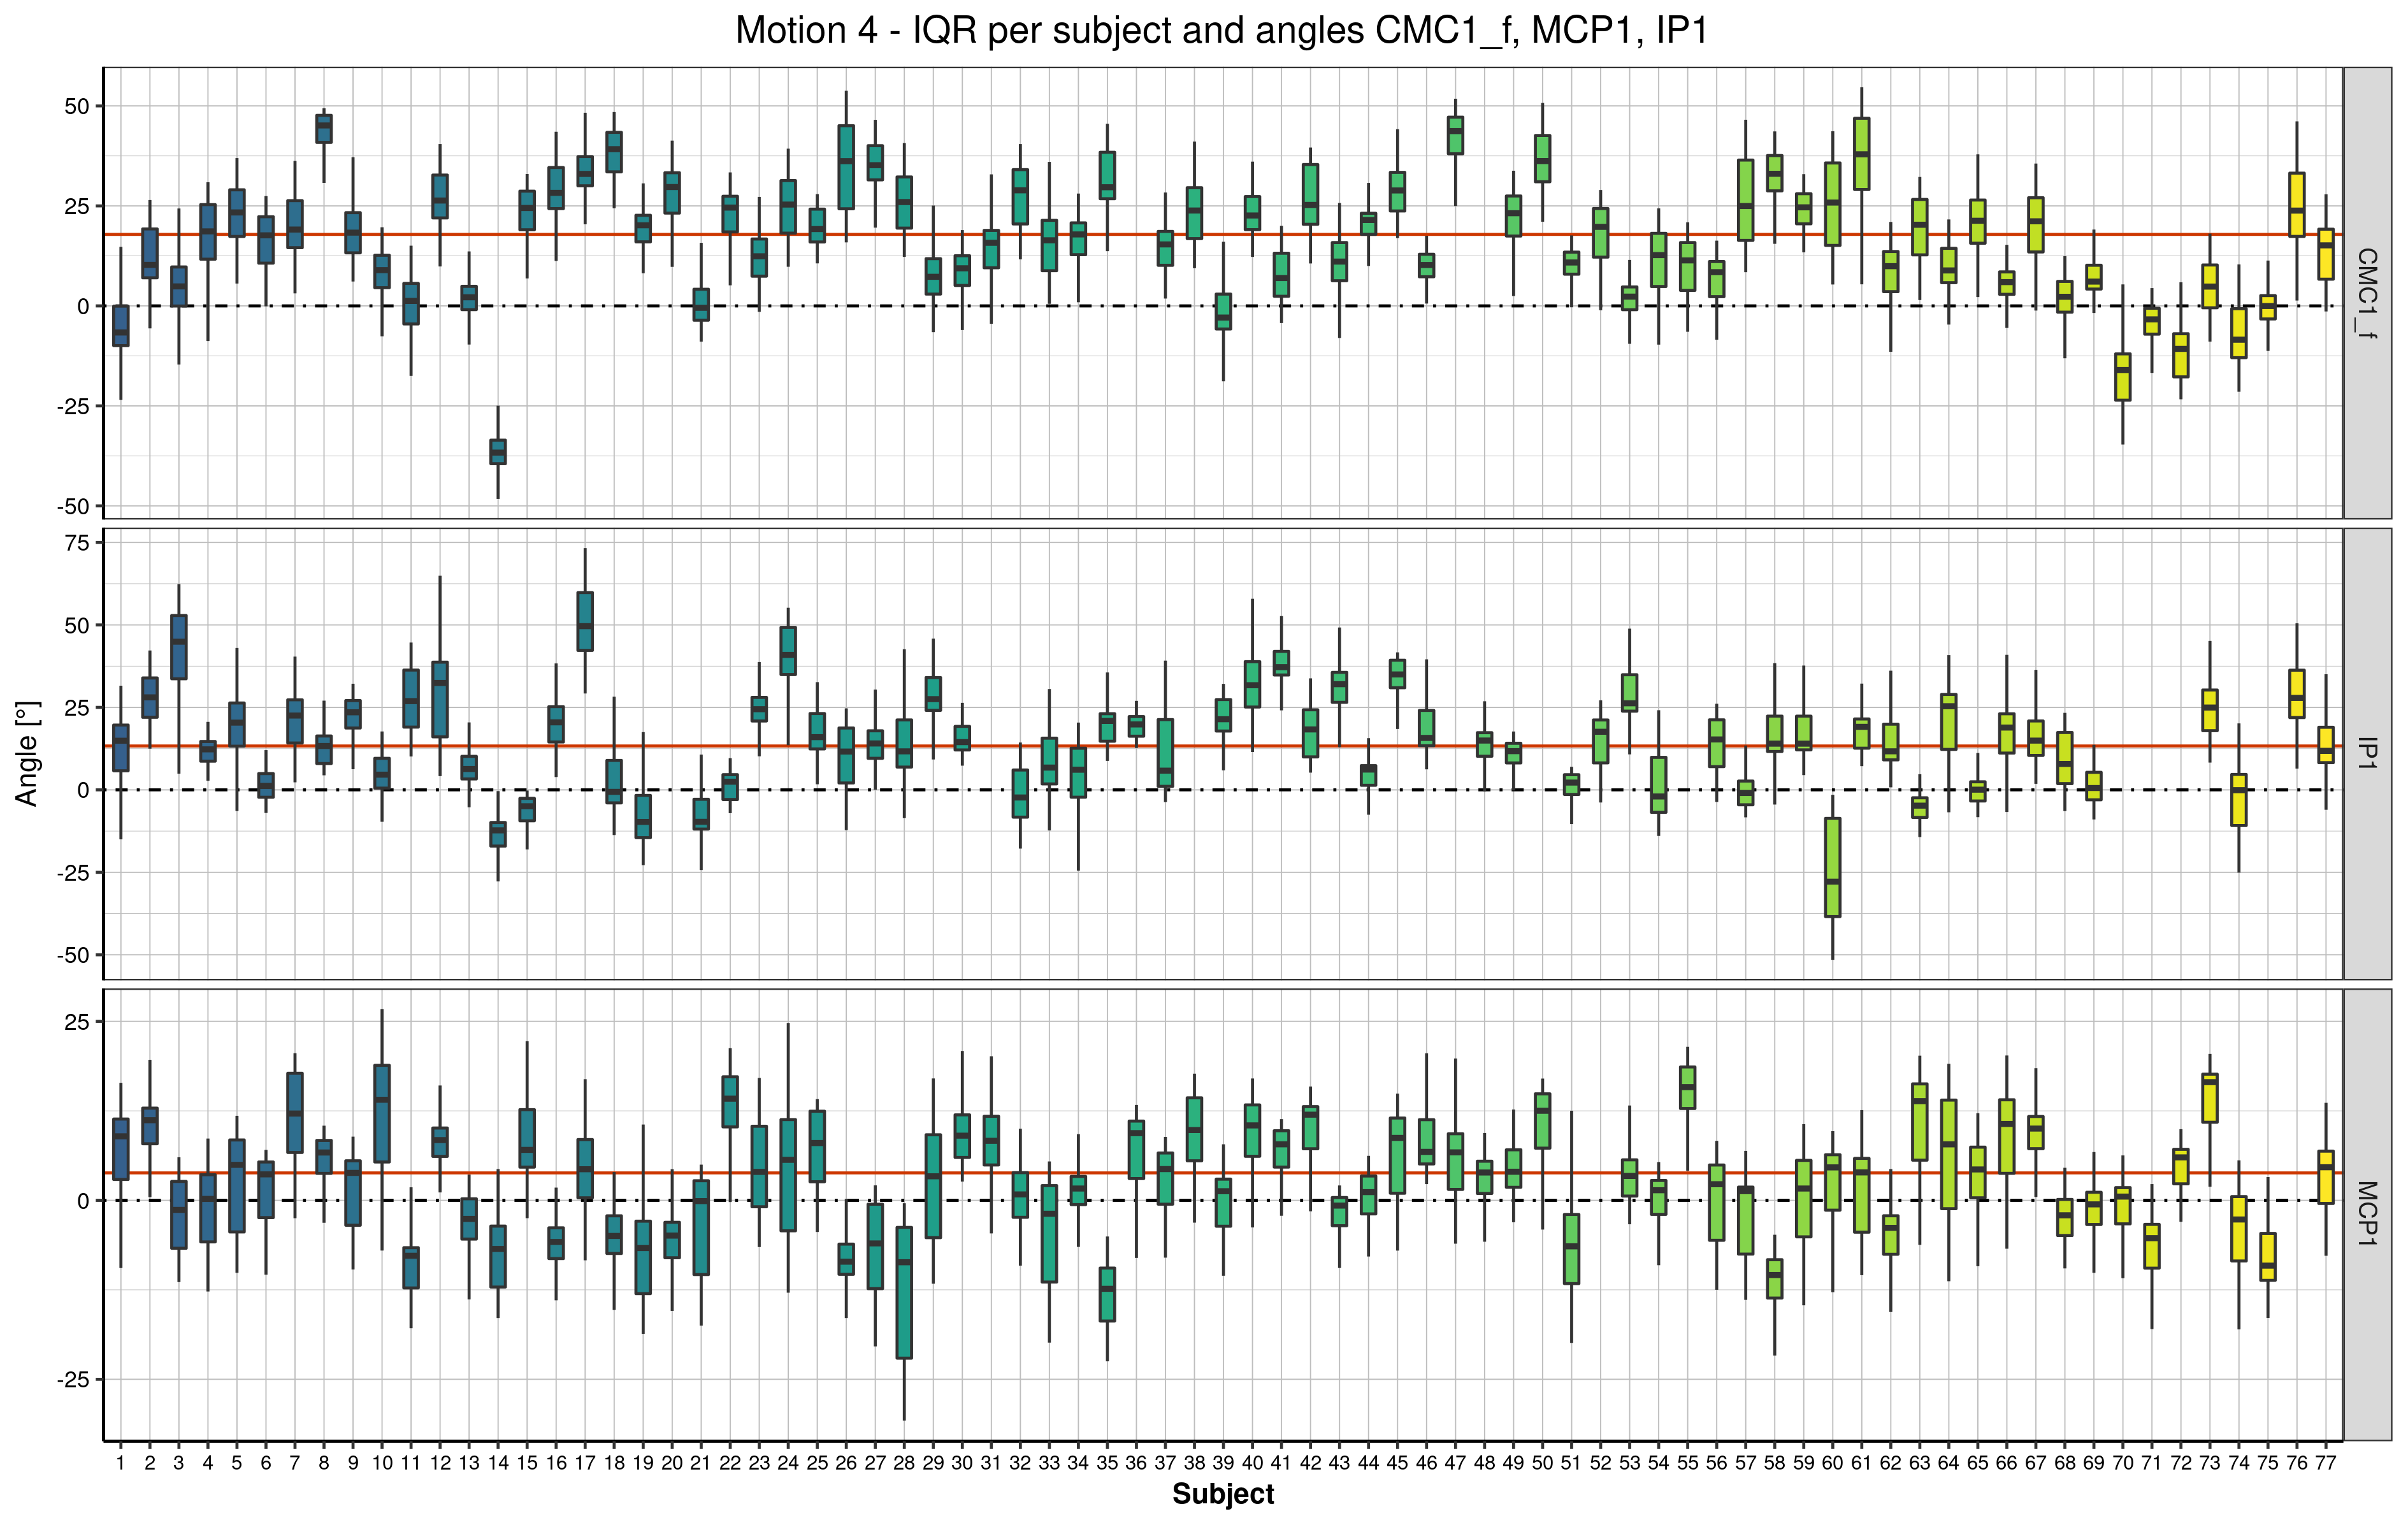 Motion 4 - IQR per subject and angles CMC1_f, MCP1, IP1
50
25
0
-25
-50
CMC1_f
75
50
25
0
-25
-50
IP1
Angle [°]
25
0
-25
MCP1
1 2 3 4 5 6 7 8 9 10 11 12 13 14 15 16 17 18 19 20 21 22 23 24 25 26 27 28 29 30 31 32 33 34 35 36 37 38 39 40 41 42 43 44 45 46 47 48 49 50 51 52 53 54 55 56 57 58 59 60 61 62 63 64 65 66 67 68 69 70 71 72 73 74 75 76 77
Subject